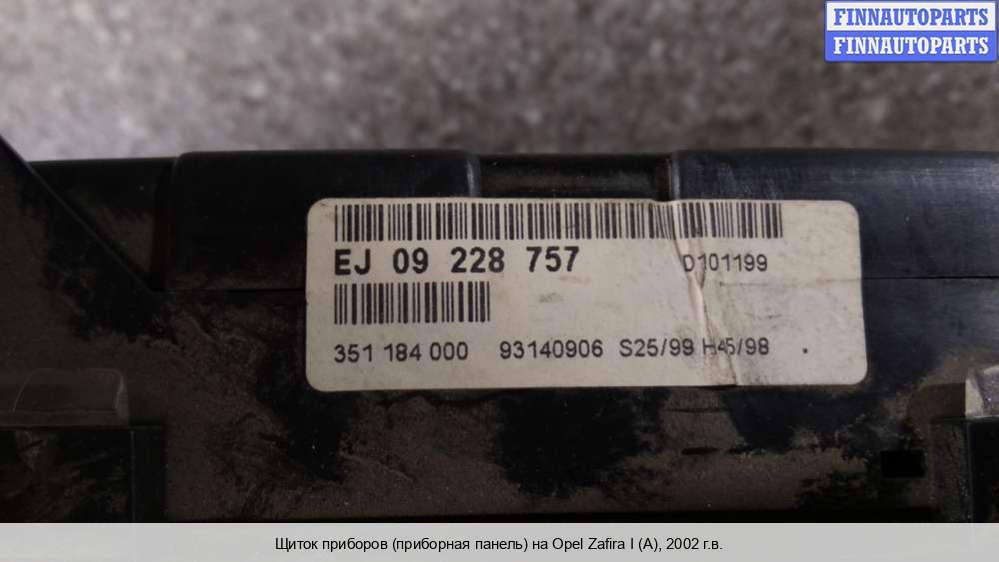 FINNAUTOPARTS
FINNAUTOPARTS
EJ 09 228 757 D101199
351 184 000 93140906 S25/99 H45/98 .
Щиток приборов (приборная панель) на Opel Zafira I (A), 2002 г.в.